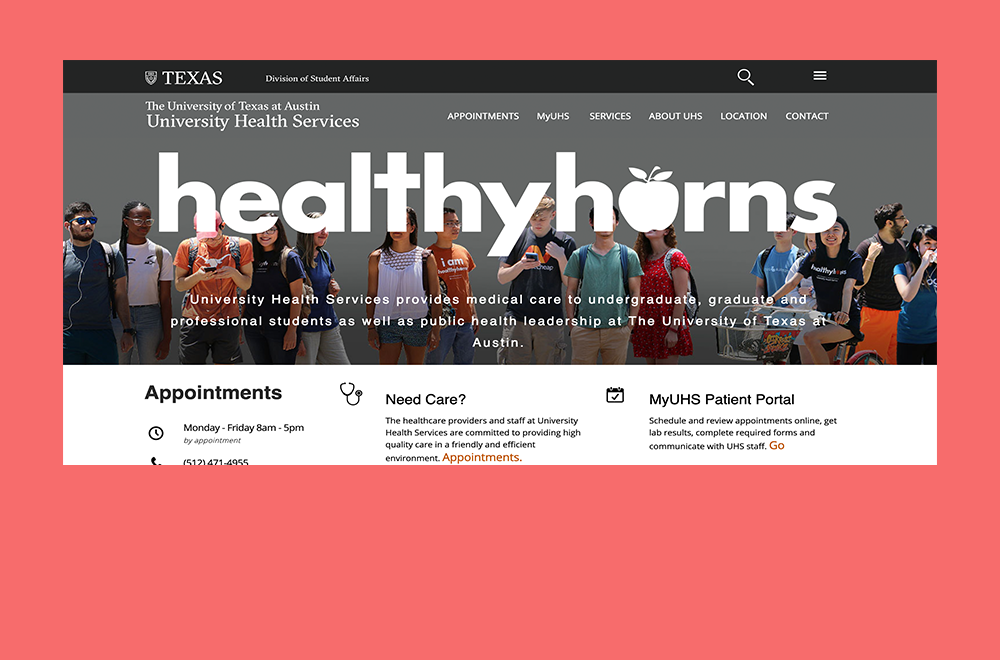 TEXAS
Division of Student Affairs
The University of Texas at Austin
University Health Services
APPOINTMENTS MyUHS SERVICES ABOUT UHS LOCATION CONTACT
healthyhorns
i am
healthyhorns
cheap
healthyhorns
University Health Services provides medical care to undergraduate, graduate and
professional students as well as public health leadership at The University of Texas at
Austin.
Appointments
Monday - Friday 8am - 5pm
by appointment
(512) 471-4955
Need Care?
The healthcare providers and staff at University
Health Services are committed to providing high
quality care in a friendly and efficient
environment. Appointments.
MyUHS Patient Portal
Schedule and review appointments online, get
lab results, complete required forms and
communicate with UHS staff. Go